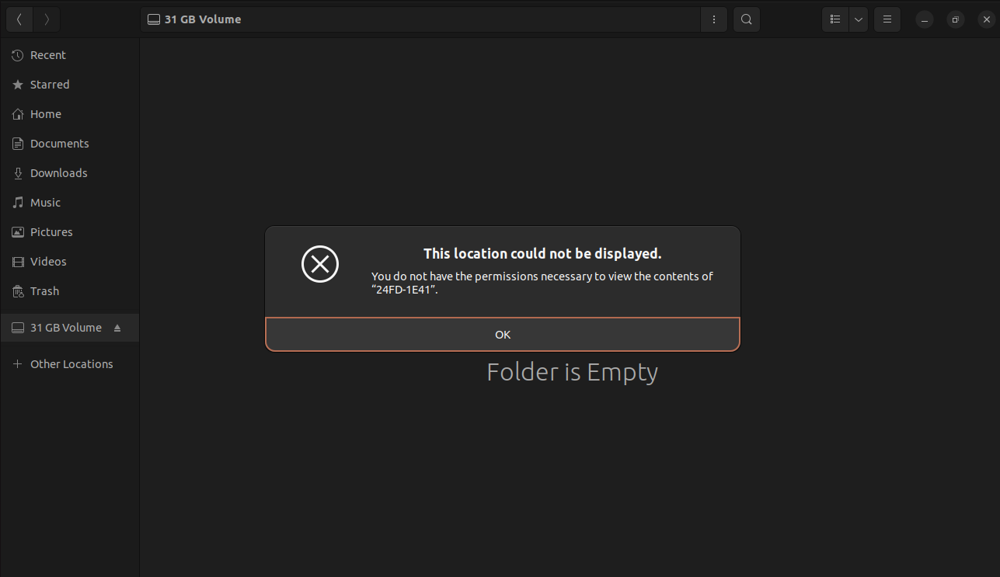 31 GB Volume
Recent
Starred
Home
Documents
Downloads
Music
Pictures
Videos
Trash
31 GB Volume
Other Locations
This location could not be displayed.
You do not have the permissions necessary to view the contents of
“24FD-1E41”.
OK
Folder is Empty